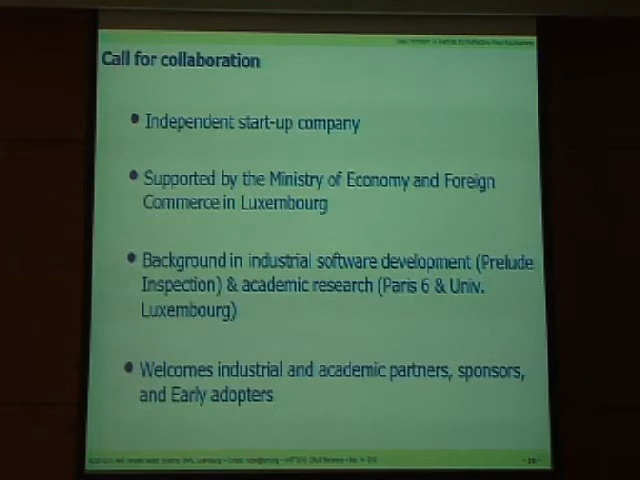 Call for collaboration
Independent start-up company
Supported by the Ministry of Economy and Foreign
Commerce in Luxembourg
Background in industrial software development (Prelude
Inspection) & academic research (Paris 6 & Univ.
Luxembourg)
Welcomes industrial and academic partners, sponsors,
and Early adopters